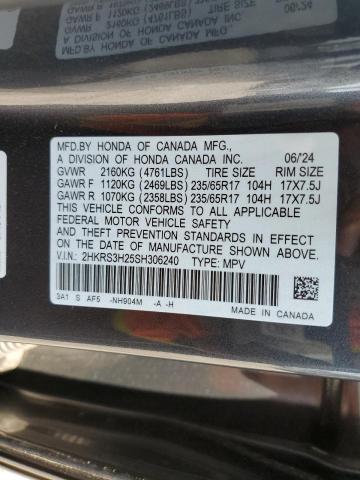 MFD.BY HONDA OF CANADA MFG.,
A DIVISION OF HONDA CANADA INC. 06/24
GVWR 2160KG (4761LBS) TIRE SIZE RIM SIZE
GAWR F 1120KG (2469LBS) 235/65R17 104H 17X7.5J
GAWR R 1070KG (2358LBS) 235/65R17 104H 17X7.5J
THIS VEHICLE CONFORMS TO ALL APPLICABLE
FEDERAL MOTOR VEHICLE SAFETY
AND THEFT PREVENTION STANDARDS IN EFFECT
ON THE DATE OF MANUFACTURE SHOWN ABOVE.
V.I.N.: 2HKRS3H25SH306240 TYPE: MPV
3A1 S AF5 -NH904M -A -H
MADE IN CANADA